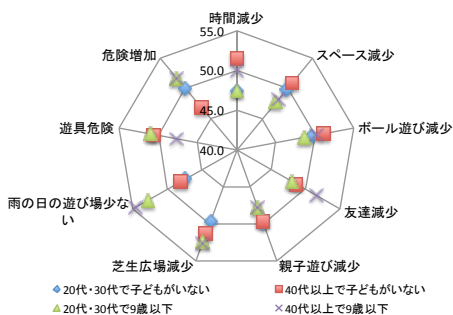 時間減少
55.0
危険増加
スペース減少
50.0
45.0
遊具危険
ボール遊び減少
40.0
雨の日の遊び場少な
い
友達減少
芝生広場減少
親子遊び減少
20代・30代で子どもがいない
40代以上で子どもがいない
20代・30代で9歳以下
40代以上で9歳以下